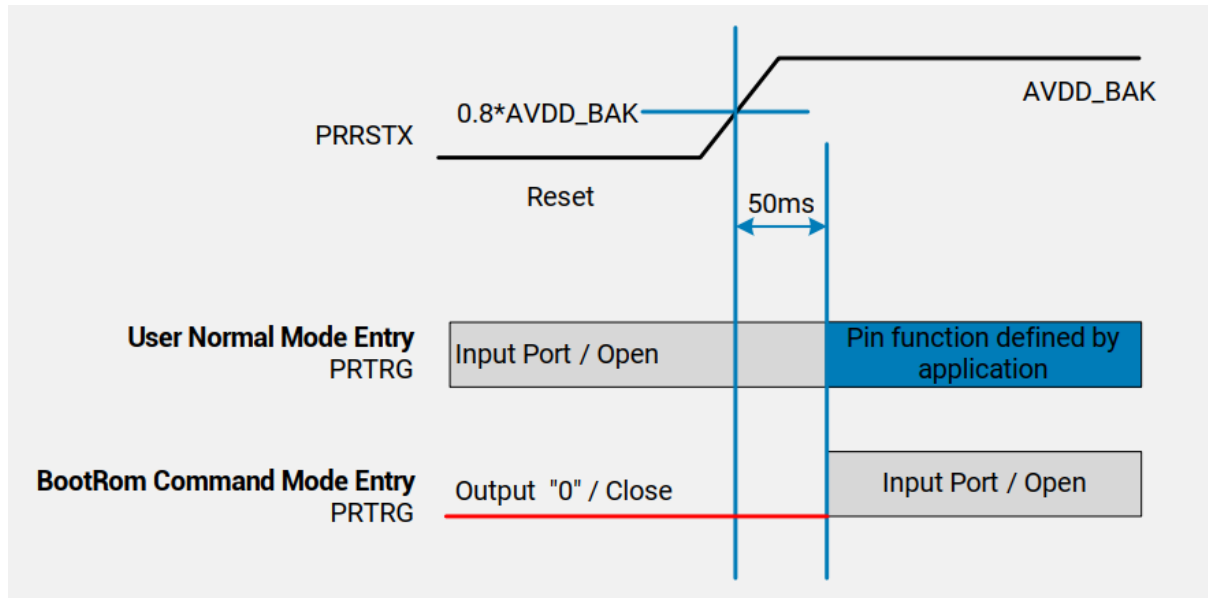 0.8*AVDD_BAK
AVDD_BAK
PRRSTX
Reset
50ms
User Normal Mode Entry
PRTRG
Input Port / Open
Pin function defined by
application
BootRom Command Mode Entry
PRTRG
Output "0" / Close
Input Port / Open